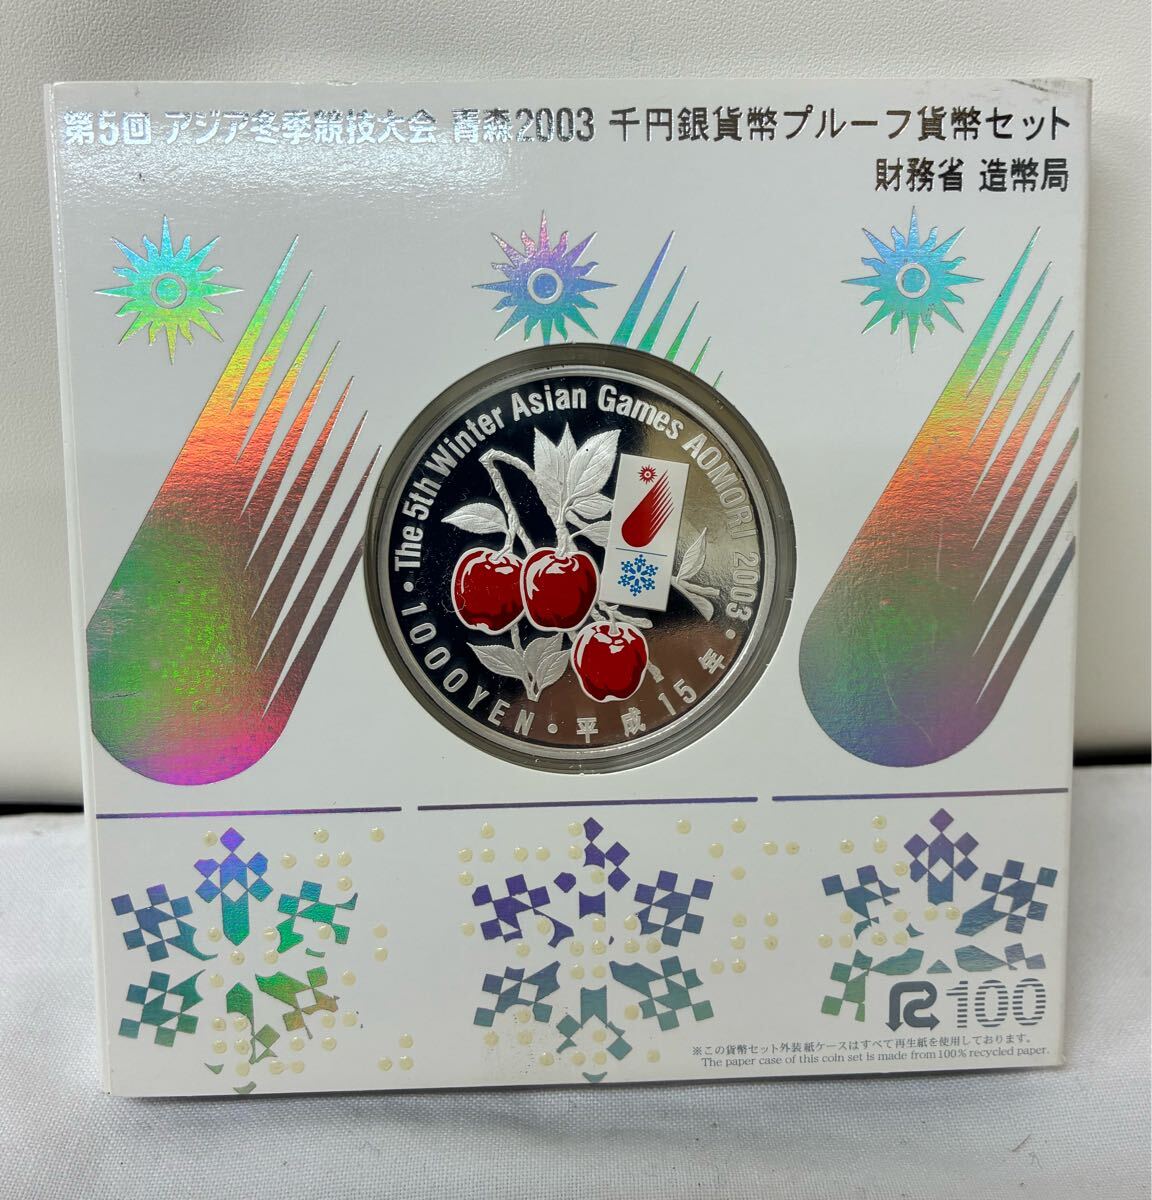 第5回 アジア冬季競技大会 青森2003 千円銀貨幣プルーフ貨幣セット
財務省 造幣局
The 5th Winter Asian Games AOMORI 2003・
1000YEN・平成15年・
R100
※この貨幣セット外装紙ケースはすべて再生紙を使用しております。
The paper case of this coin set is made from 100% recycled paper.